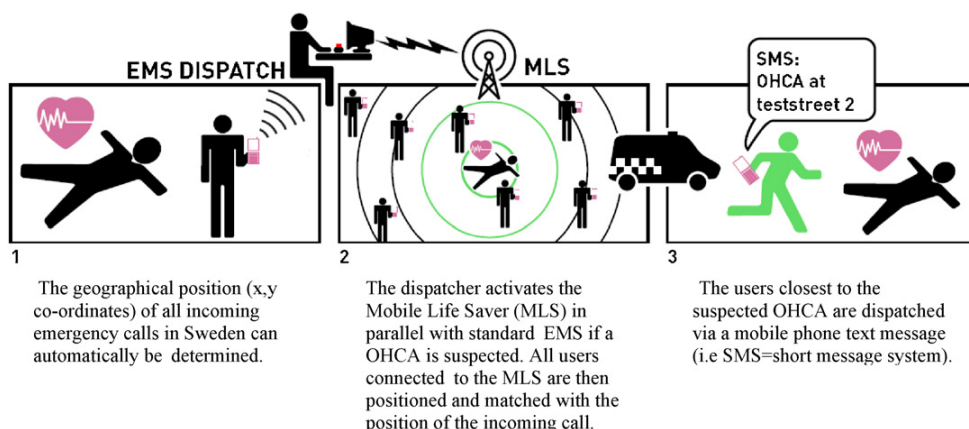 EMS DISPATCH
MLS
SMS:
OHCA at
teststreet 2
1
The geographical position (x,y
co-ordinates) of all incoming
emergency calls in Sweden can
automatically be determined.
2
The dispatcher activates the
Mobile Life Saver (MLS) in
parallel with standard EMS if a
OHCA is suspected. All users
connected to the MLS are then
positioned and matched with the
position of the incoming call.
3
The users closest to the
suspected OHCA are dispatched
via a mobile phone text message
(i.e SMS=short message system).